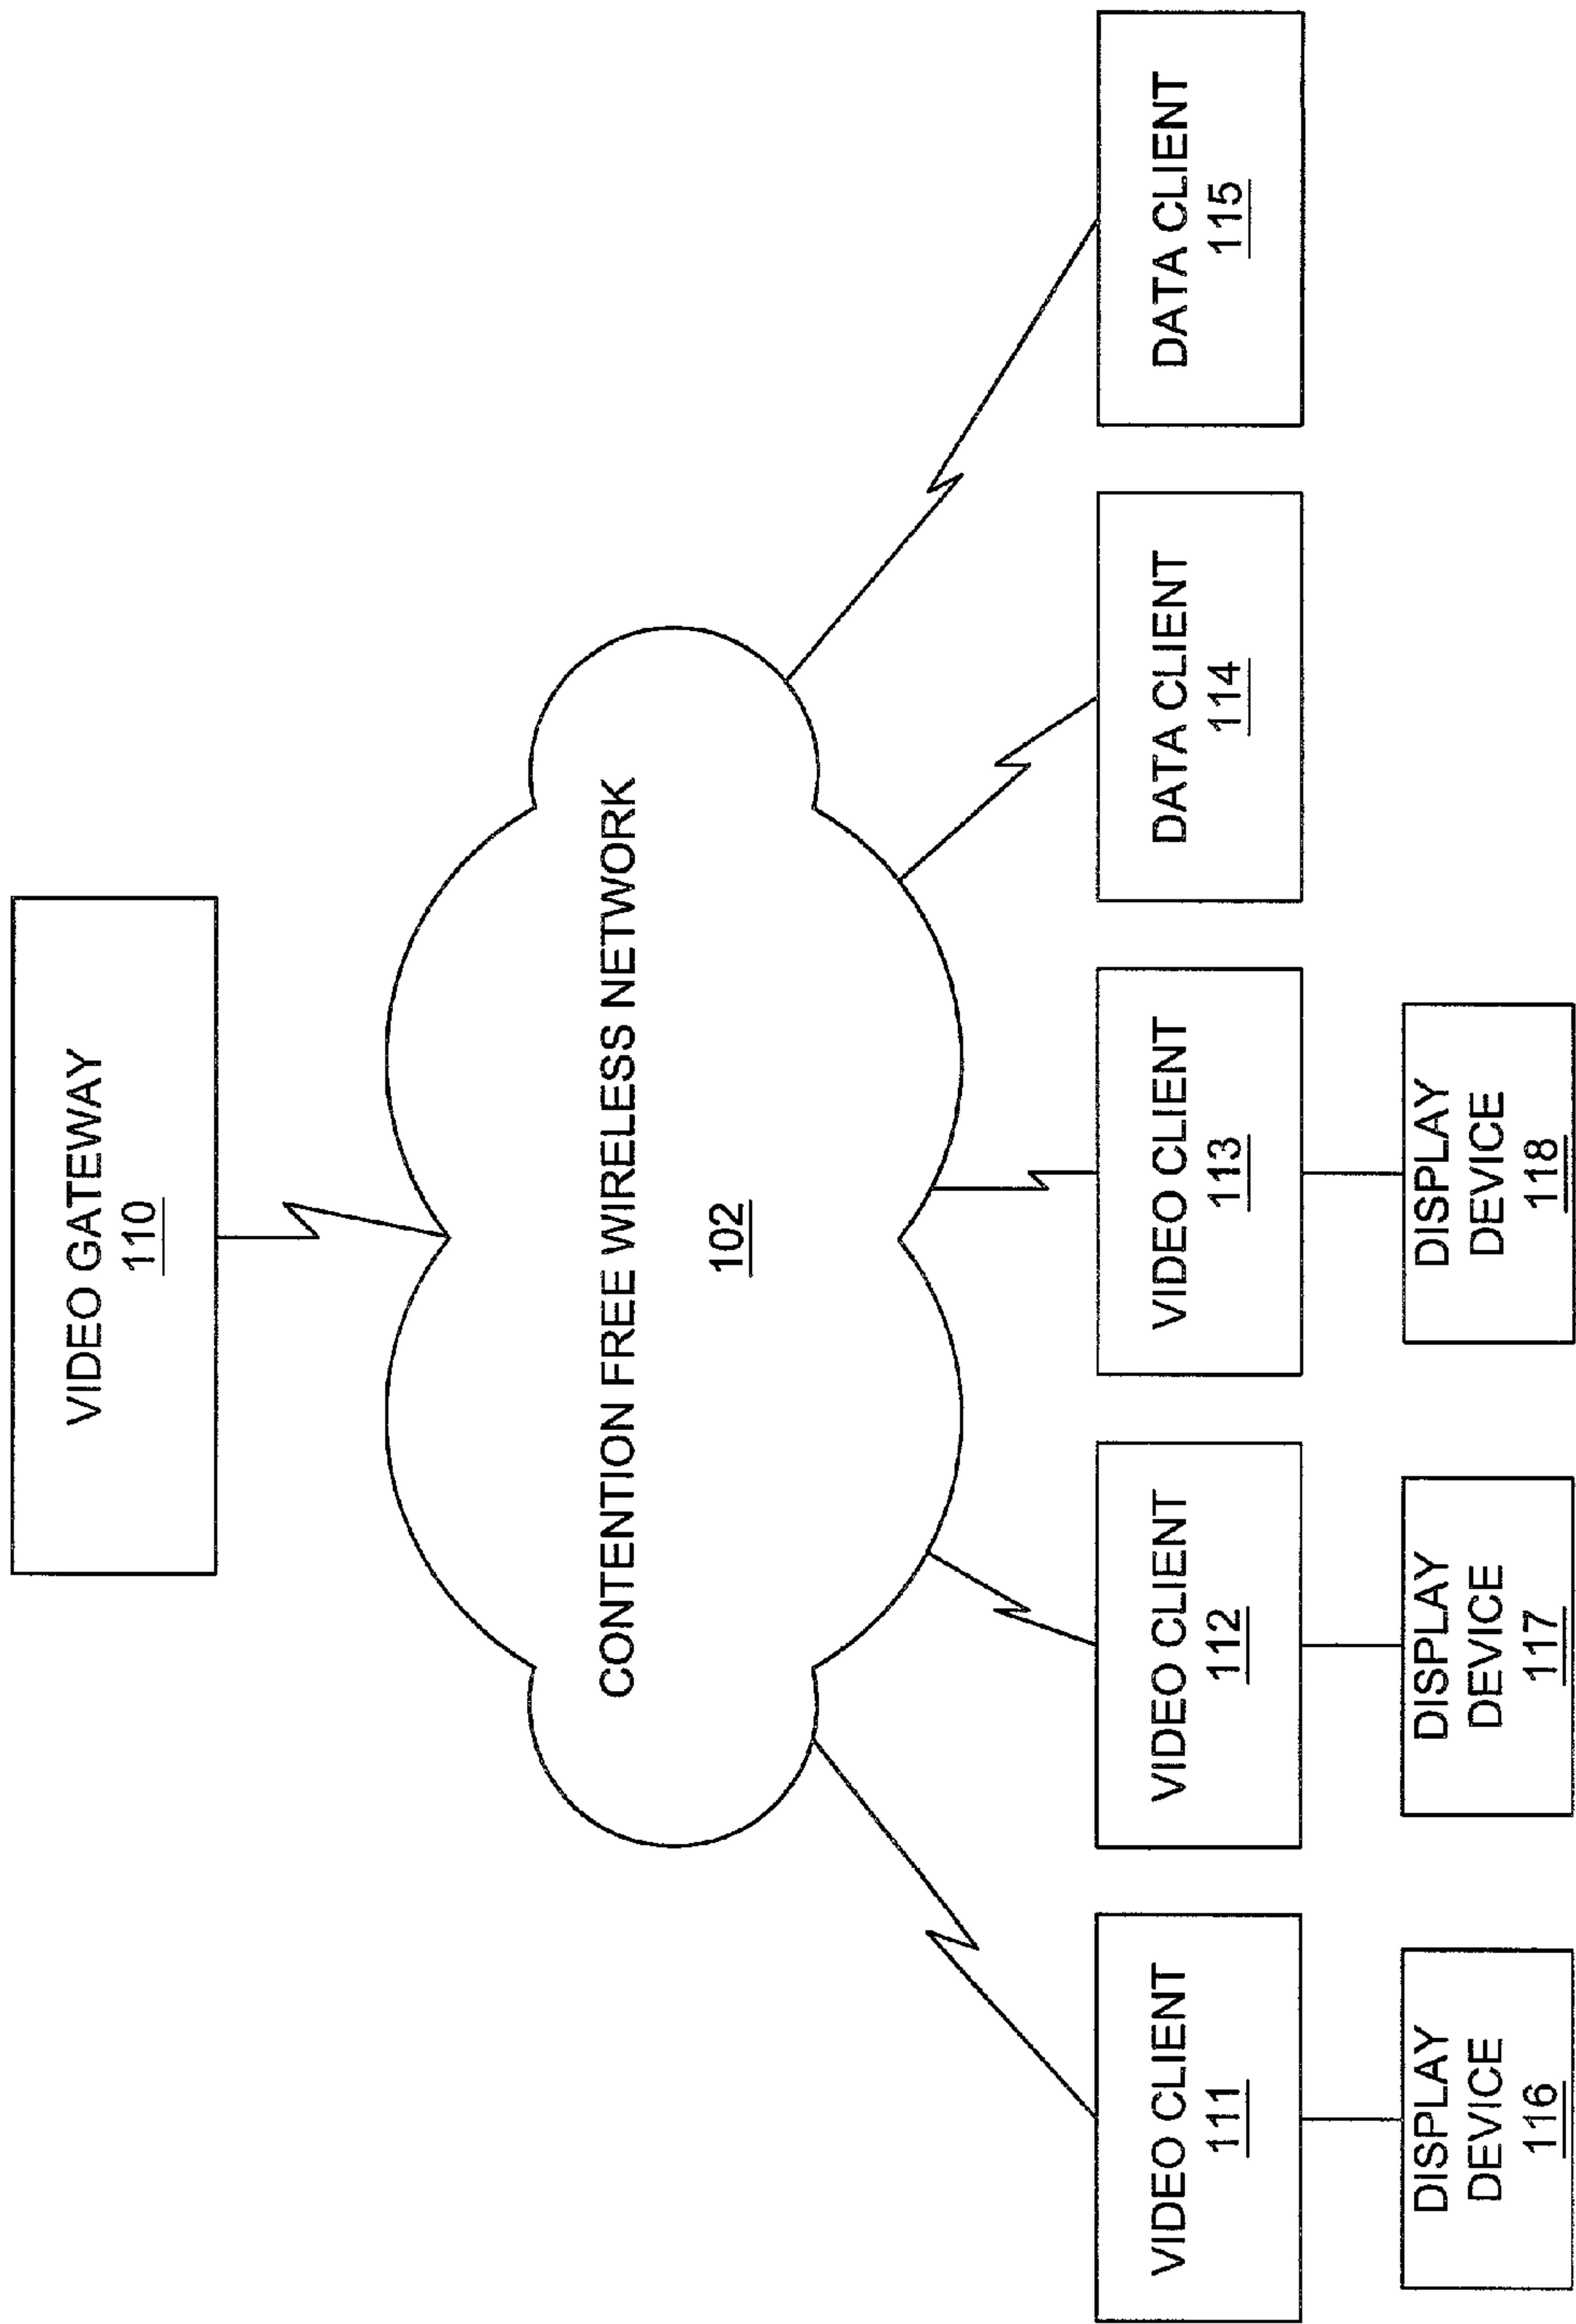 VIDEO GATEWAY
110
CONTENTION FREE WIRELESS NETWORK
102
VIDEO CLIENT
111
VIDEO CLIENT
112
VIDEO CLIENT
113
DATA CLIENT
114
DATA CLIENT
115
DISPLAY
DEVICE
116
DISPLAY
DEVICE
117
DISPLAY
DEVICE
118